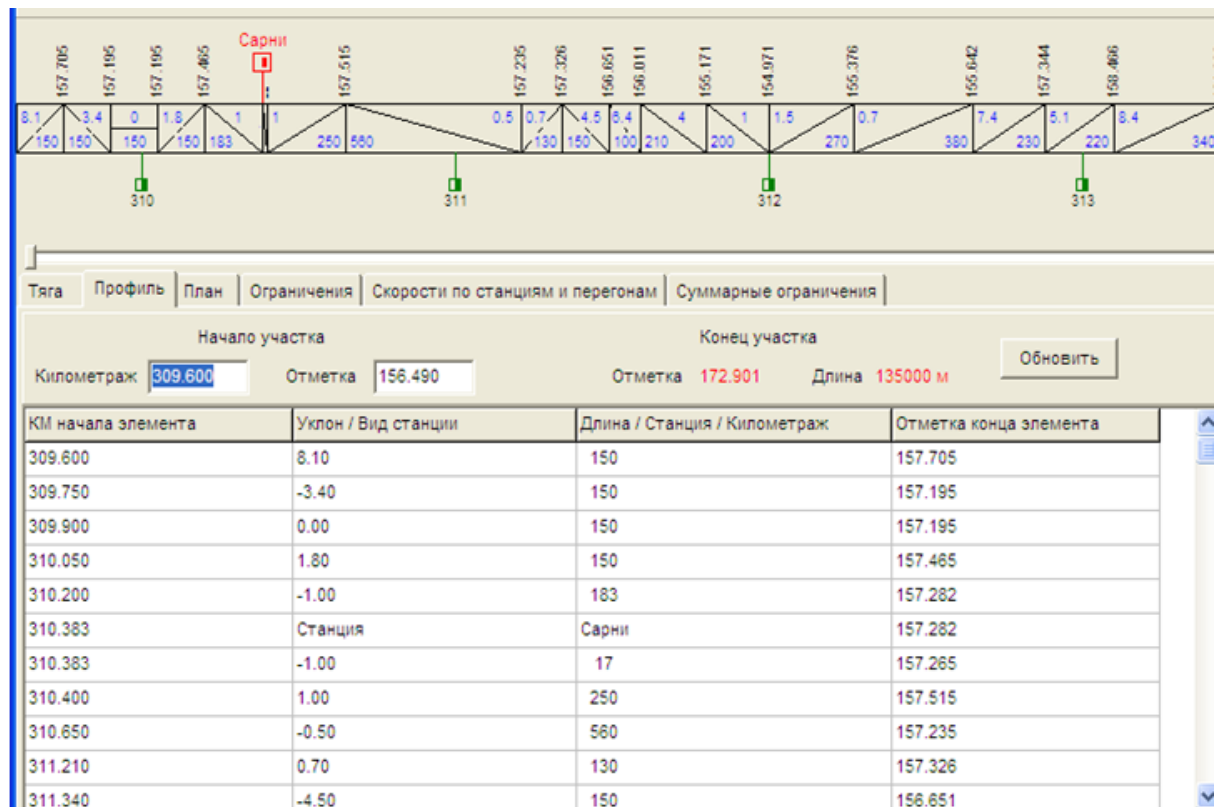 157.705 157.195 157.195 157.465 Сарни 157.515 157.235 157.326 156.651 156.011 155.171 154.971 155.376 155.642 157.344 158.466
8.1 3.4 0 1.8 1 1 0.5 0.7 4.5 6.4 4 1 1.5 0.7 7.4 5.1 8.4
150 150 150 150 183 250 560 130 150 100 210 200 270 380 230 220 340
310 311 312 313
Тяга Профиль План Ограничения Скорости по станциям и перегонам Суммарные ограничения
Начало участка Конец участка
Километраж 309.600 Отметка 156.490 Отметка 172.901 Длина 135000 м Обновить
КМ начала элемента Уклон / Вид станции Длина / Станция / Километраж Отметка конца элемента
309.600 8.10 150 157.705
309.750 -3.40 150 157.195
309.900 0.00 150 157.195
310.050 1.80 150 157.465
310.200 -1.00 183 157.282
310.383 Станция Сарни 157.282
310.383 -1.00 17 157.265
310.400 1.00 250 157.515
310.650 -0.50 560 157.235
311.210 0.70 130 157.326
311.340 -4.50 150 156.651